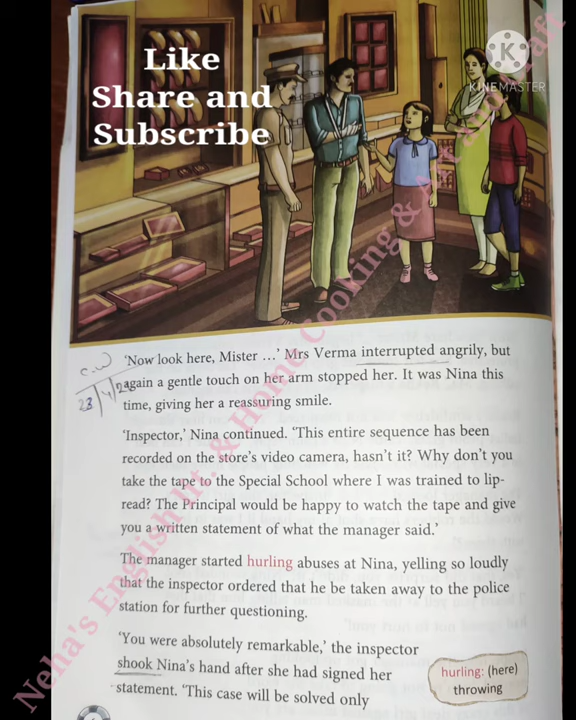 Like
Share and
Subscribe
K
KINEMASTER
c.w
23/4/22
'Now look here, Mister …' Mrs Verma interrupted angrily, but
again a gentle touch on her arm stopped her. It was Nina this
time, giving her a reassuring smile.
'Inspector,' Nina continued. 'This entire sequence has been
recorded on the store's video camera, hasn't it? Why don't you
take the tape to the Special School where I was trained to lip-
read? The Principal would be happy to watch the tape and give
you a written statement of what the manager said.'
The manager started hurling abuses at Nina, yelling so loudly
that the inspector ordered that he be taken away to the police
station for further questioning.
'You were absolutely remarkable,' the inspector
shook Nina's hand after she had signed her
statement. 'This case will be solved only
hurling: (here)
throwing
Neha's English lit. & Home Cooking & Art and Craft